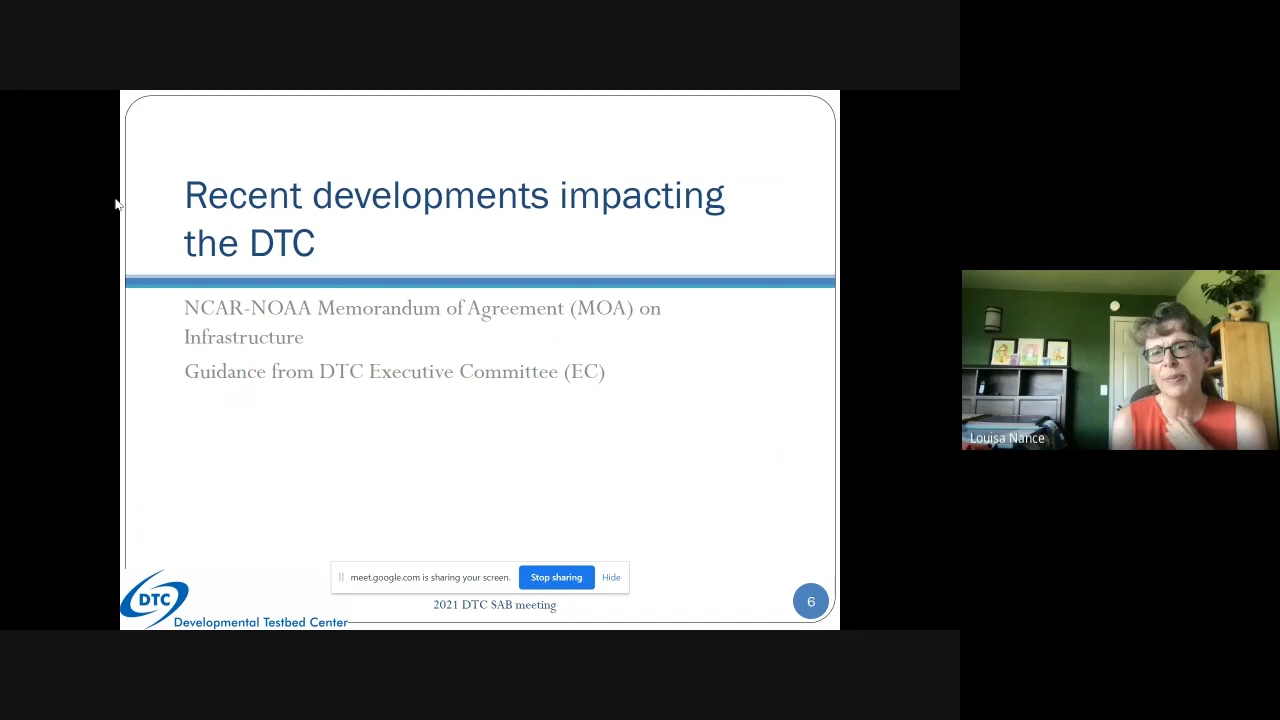 Recent developments impacting
the DTC
NCAR-NOAA Memorandum of Agreement (MOA) on
Infrastructure
Guidance from DTC Executive Committee (EC)
Louisa Nance
meet.google.com is sharing your screen.
Stop sharing
Hide
DTC
2021 DTC SAB meeting
6
Developmental Testbed Center